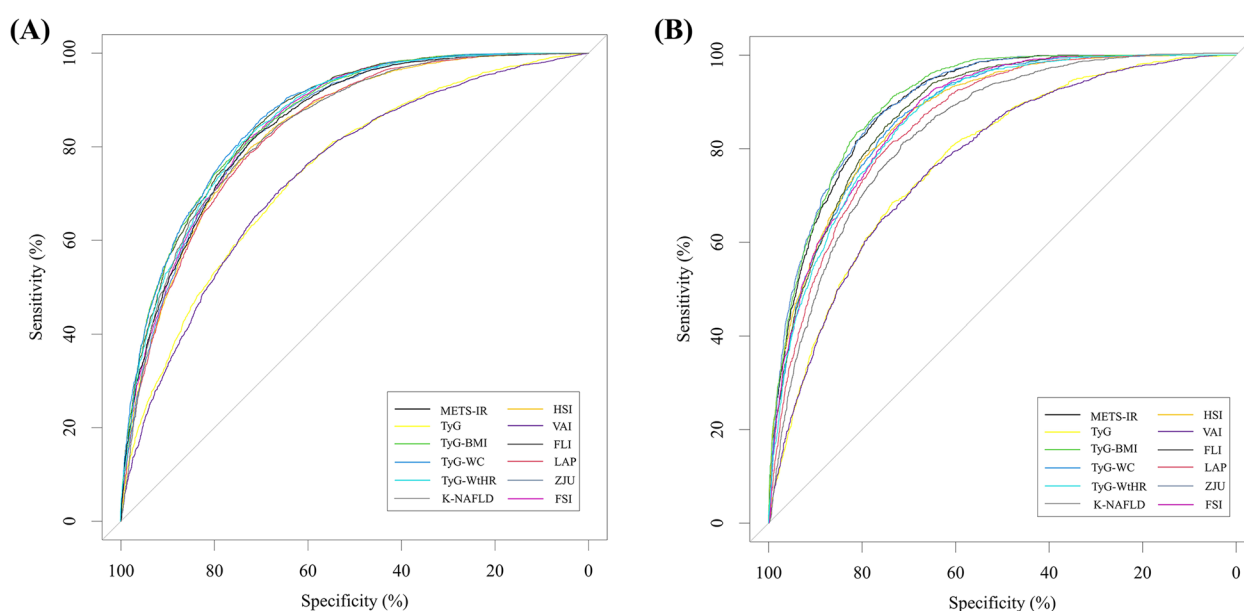 (A)
100
80
60
40
20
0
Sensitivity (%)
METS-IR HSI
TyG VAI
TyG-BMI FLI
TyG-WC LAP
TyG-WtHR ZJU
K-NAFLD FSI
100 80 60 40 20 0
Specificity (%)
(B)
100
80
60
40
20
0
Sensitivity (%)
METS-IR HSI
TyG VAI
TyG-BMI FLI
TyG-WC LAP
TyG-WtHR ZJU
K-NAFLD FSI
100 80 60 40 20 0
Specificity (%)